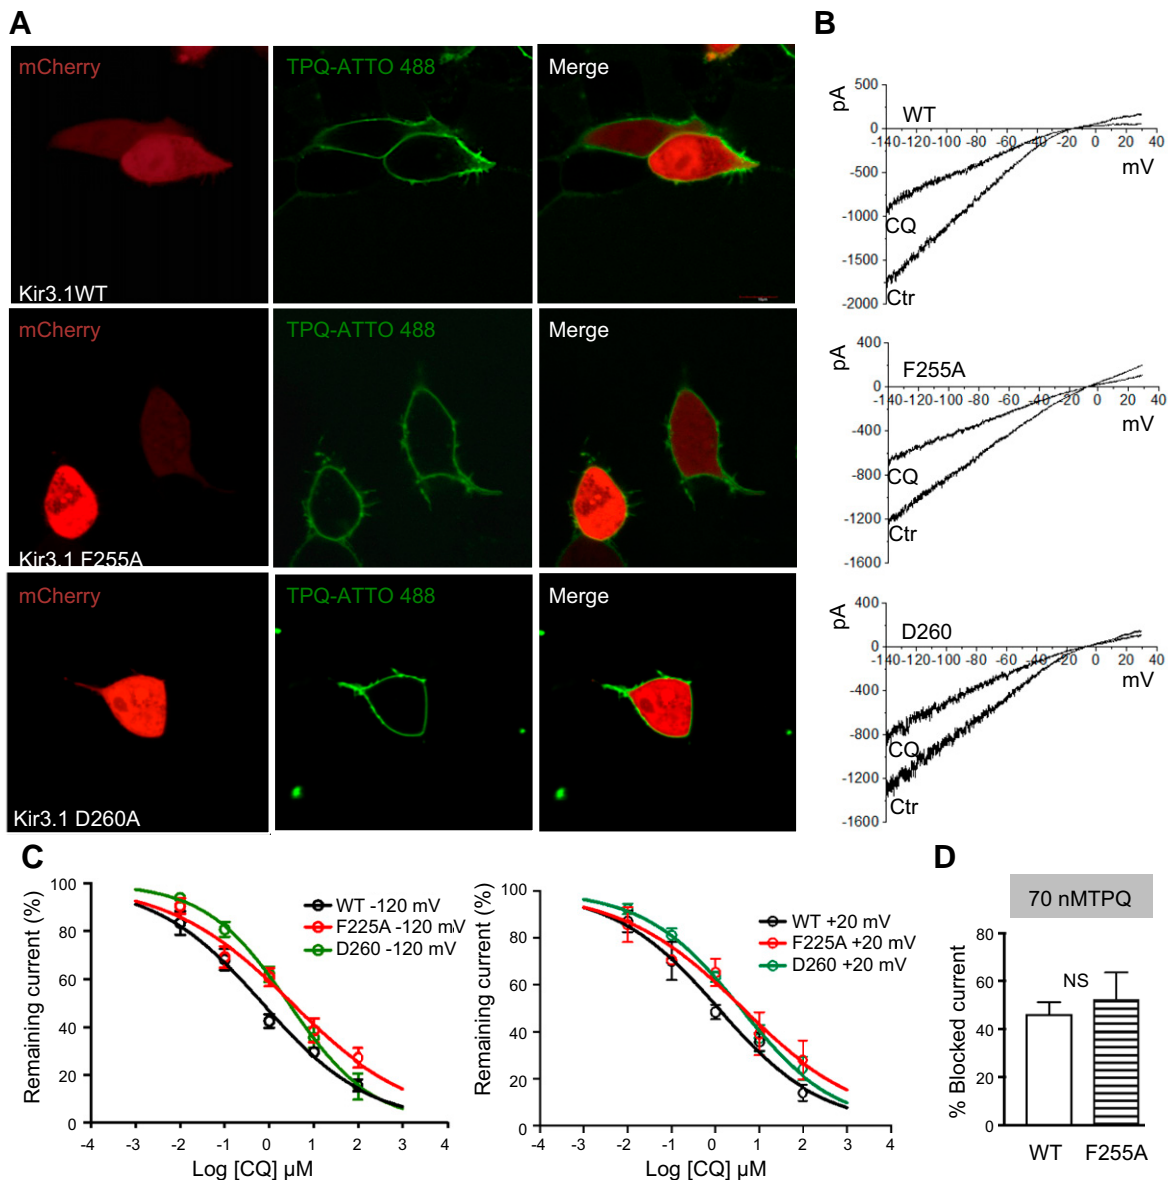 A
B
mCherry
TPQ-ATTO 488
Merge
Kir3.1WT
mCherry
TPQ-ATTO 488
Merge
Kir3.1 F255A
mCherry
TPQ-ATTO 488
Merge
Kir3.1 D260A
pA
500
WT
0
-140-120-100 -80 -60 -40 -20 0 20 40
mV
-500
CQ
-1000
-1500
Ctr
-2000
pA
400
F255A
0
-140-120-100 -80 -60 -40 -20 0 20 40
mV
-400
CQ
-800
-1200
Ctr
-1600
pA
400
D260
0
-140-120-100 -80 -60 -40 -20 0 20 40
mV
-400
CQ
-800
-1200
Ctr
-1600
C
Remaining current (%)
100
80
60
40
20
0
-4 -3 -2 -1 0 1 2 3 4
Log [CQ] µM
WT -120 mV
F225A -120 mV
D260 -120 mV
Remaining current (%)
100
80
60
40
20
0
-4 -3 -2 -1 0 1 2 3 4
Log [CQ] µM
WT +20 mV
F225A +20 mV
D260 +20 mV
D
70 nMTPQ
% Blocked current
80
60
40
20
0
NS
WT F255A